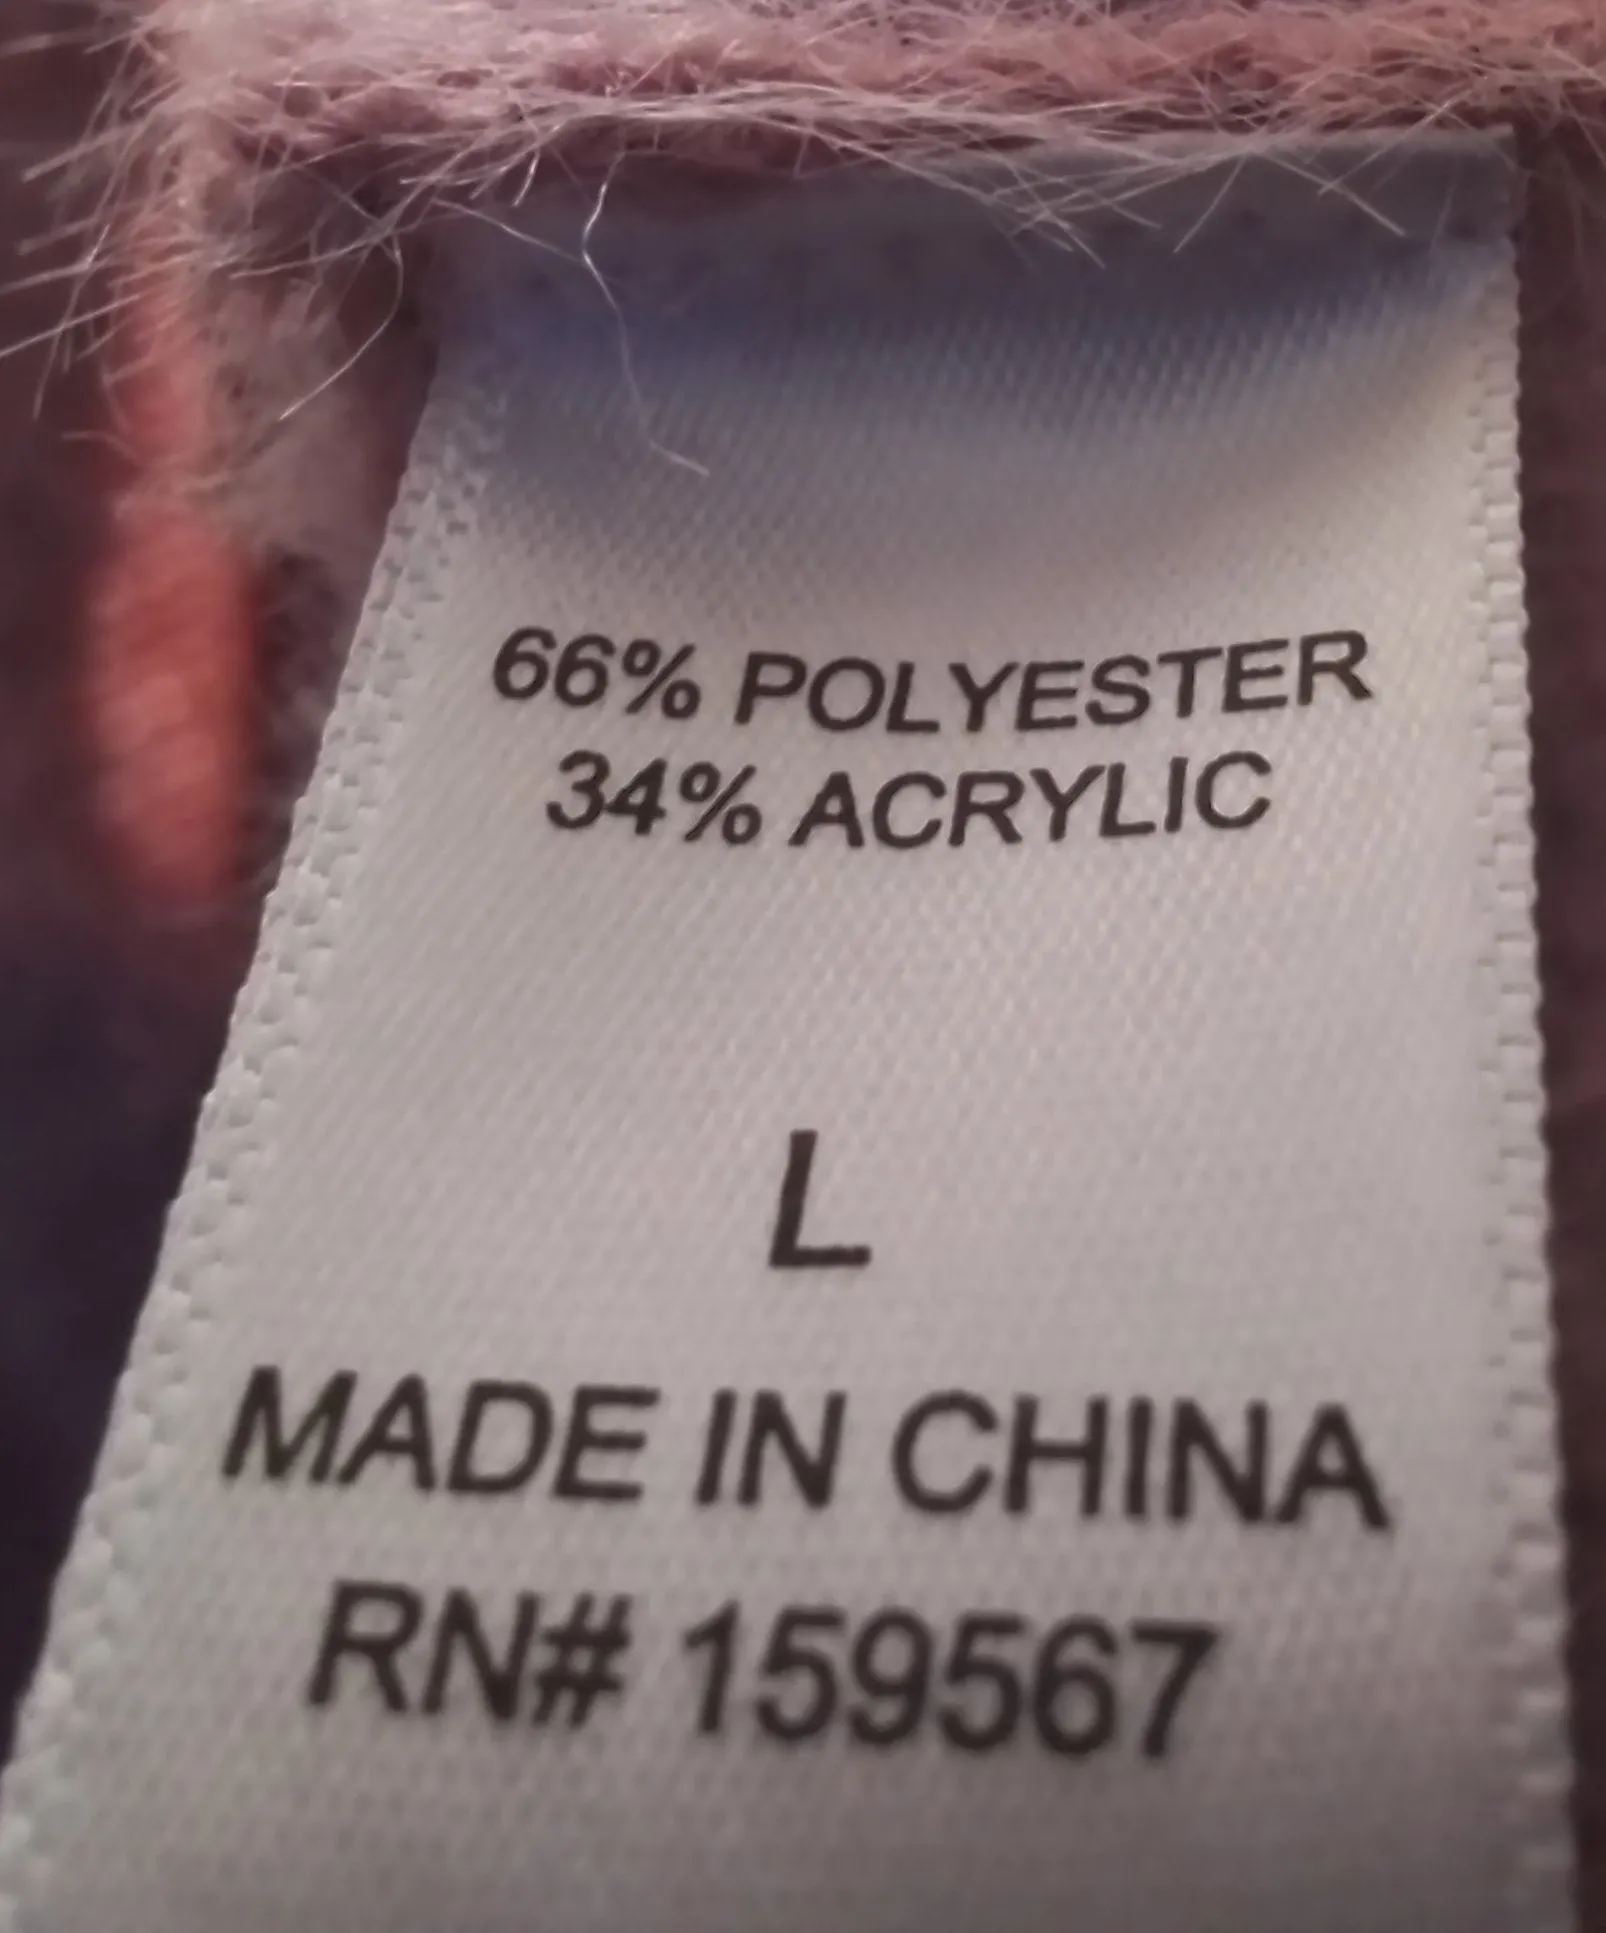 66% POLYESTER
34% ACRYLIC
L
MADE IN CHINA
RN# 159567